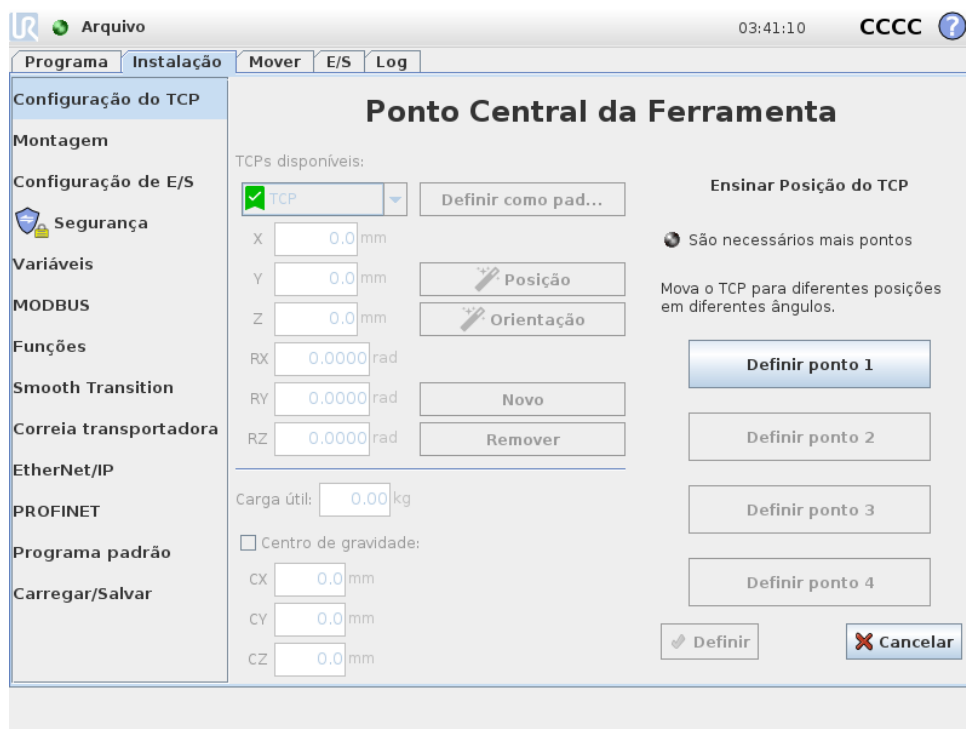 UR Arquivo 03:41:10 CCCC ?
Programa Instalação Mover E/S Log
Configuração do TCP
Montagem
Configuração de E/S
Segurança
Variáveis
MODBUS
Funções
Smooth Transition
Correia transportadora
EtherNet/IP
PROFINET
Programa padrão
Carregar/Salvar
Ponto Central da Ferramenta
TCPs disponíveis:
TCP Definir como pad...
X 0.0 mm
Y 0.0 mm Posição
Z 0.0 mm Orientação
RX 0.0000 rad
RY 0.0000 rad Novo
RZ 0.0000 rad Remover
Carga útil: 0.00 kg
Centro de gravidade:
CX 0.0 mm
CY 0.0 mm
CZ 0.0 mm
Ensinar Posição do TCP
São necessários mais pontos
Mova o TCP para diferentes posições
em diferentes ângulos.
Definir ponto 1
Definir ponto 2
Definir ponto 3
Definir ponto 4
Definir Cancelar